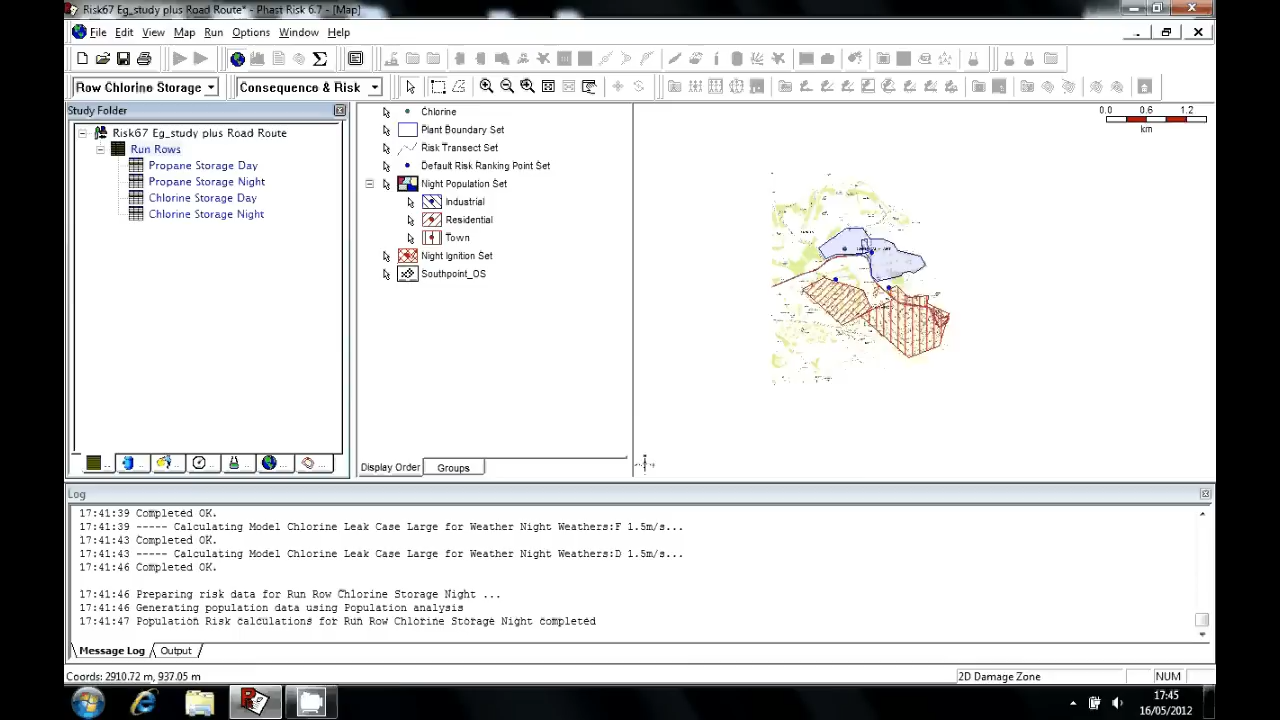 Risk67 Eg_study plus Road Route* - Phast Risk 6.7 - [Map]
File Edit View Map Run Options Window Help
Row Chlorine Storage Consequence & Risk
Study Folder
Risk67 Eg_study plus Road Route
Run Rows
Propane Storage Day
Propane Storage Night
Chlorine Storage Day
Chlorine Storage Night
Chlorine
Plant Boundary Set
Risk Transect Set
Default Risk Ranking Point Set
Night Population Set
Industrial
Residential
Town
Night Ignition Set
Southpoint_OS
Display Order Groups
0.0 0.6 1.2
km
Log
17:41:39 Completed OK.
17:41:39 ----- Calculating Model Chlorine Leak Case Large for Weather Night Weathers:F 1.5m/s...
17:41:43 Completed OK.
17:41:43 ----- Calculating Model Chlorine Leak Case Large for Weather Night Weathers:D 1.5m/s...
17:41:46 Completed OK.
17:41:46 Preparing risk data for Run Row Chlorine Storage Night ...
17:41:46 Generating population data using Population analysis
17:41:47 Population Risk calculations for Run Row Chlorine Storage Night completed
Message Log Output
Coords: 2910.72 m, 937.05 m 2D Damage Zone NUM
17:45
16/05/2012